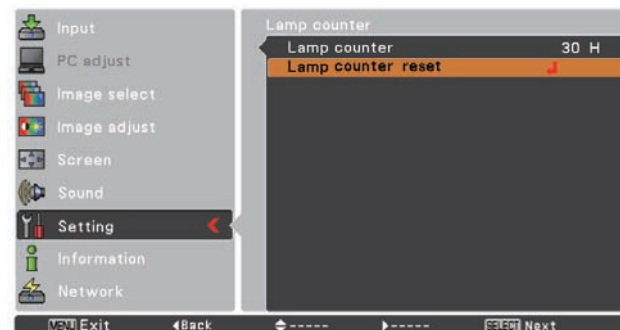 Input
PC adjust
Image select
Image adjust
Screen
Sound
Setting
Information
Network
Lamp counter
Lamp counter 30 H
Lamp counter reset
MENU Exit ◀Back ----- ▶----- SELECT Next